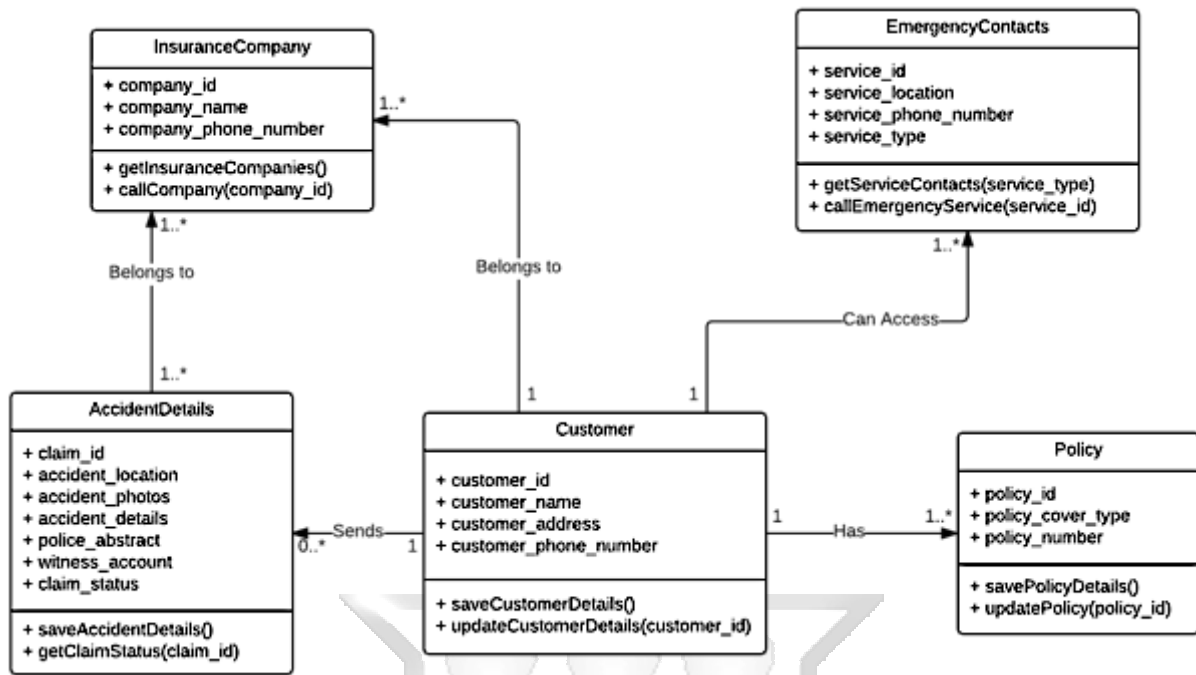 InsuranceCompany
+ company_id
+ company_name
+ company_phone_number
+ getInsuranceCompanies()
+ callCompany(company_id)
EmergencyContacts
+ service_id
+ service_location
+ service_phone_number
+ service_type
+ getServiceContacts(service_type)
+ callEmergencyService(service_id)
1..*
1..*
Belongs to
1..*
Belongs to
1
1..*
Can Access
1
AccidentDetails
+ claim_id
+ accident_location
+ accident_photos
+ accident_details
+ police_abstract
+ witness_account
+ claim_status
+ saveAccidentDetails()
+ getClaimStatus(claim_id)
0..*
Sends
1
Customer
+ customer_id
+ customer_name
+ customer_address
+ customer_phone_number
+ saveCustomerDetails()
+ updateCustomerDetails(customer_id)
1
Has
1..*
Policy
+ policy_id
+ policy_cover_type
+ policy_number
+ savePolicyDetails()
+ updatePolicy(policy_id)